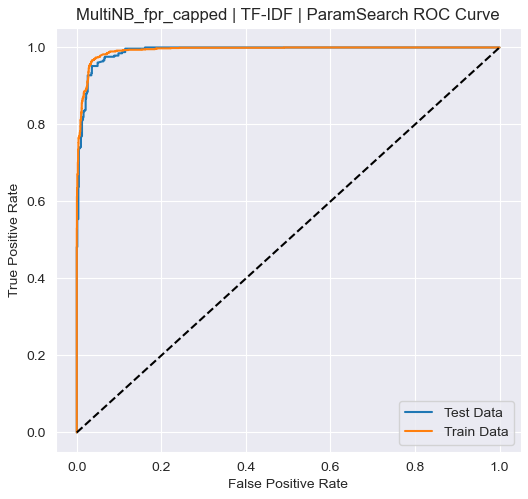 MultiNB_fpr_capped | TF-IDF | ParamSearch ROC Curve
1.0
0.8
0.6
0.4
0.2
0.0
True Positive Rate
0.0 0.2 0.4 0.6 0.8 1.0
False Positive Rate
Test Data
Train Data